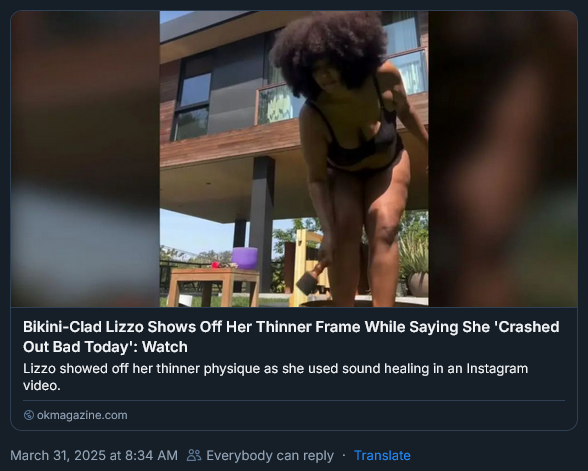 Bikini-Clad Lizzo Shows Off Her Thinner Frame While Saying She 'Crashed
Out Bad Today': Watch
Lizzo showed off her thinner physique as she used sound healing in an Instagram
video.
okmagazine.com
March 31, 2025 at 8:34 AM Everybody can reply · Translate